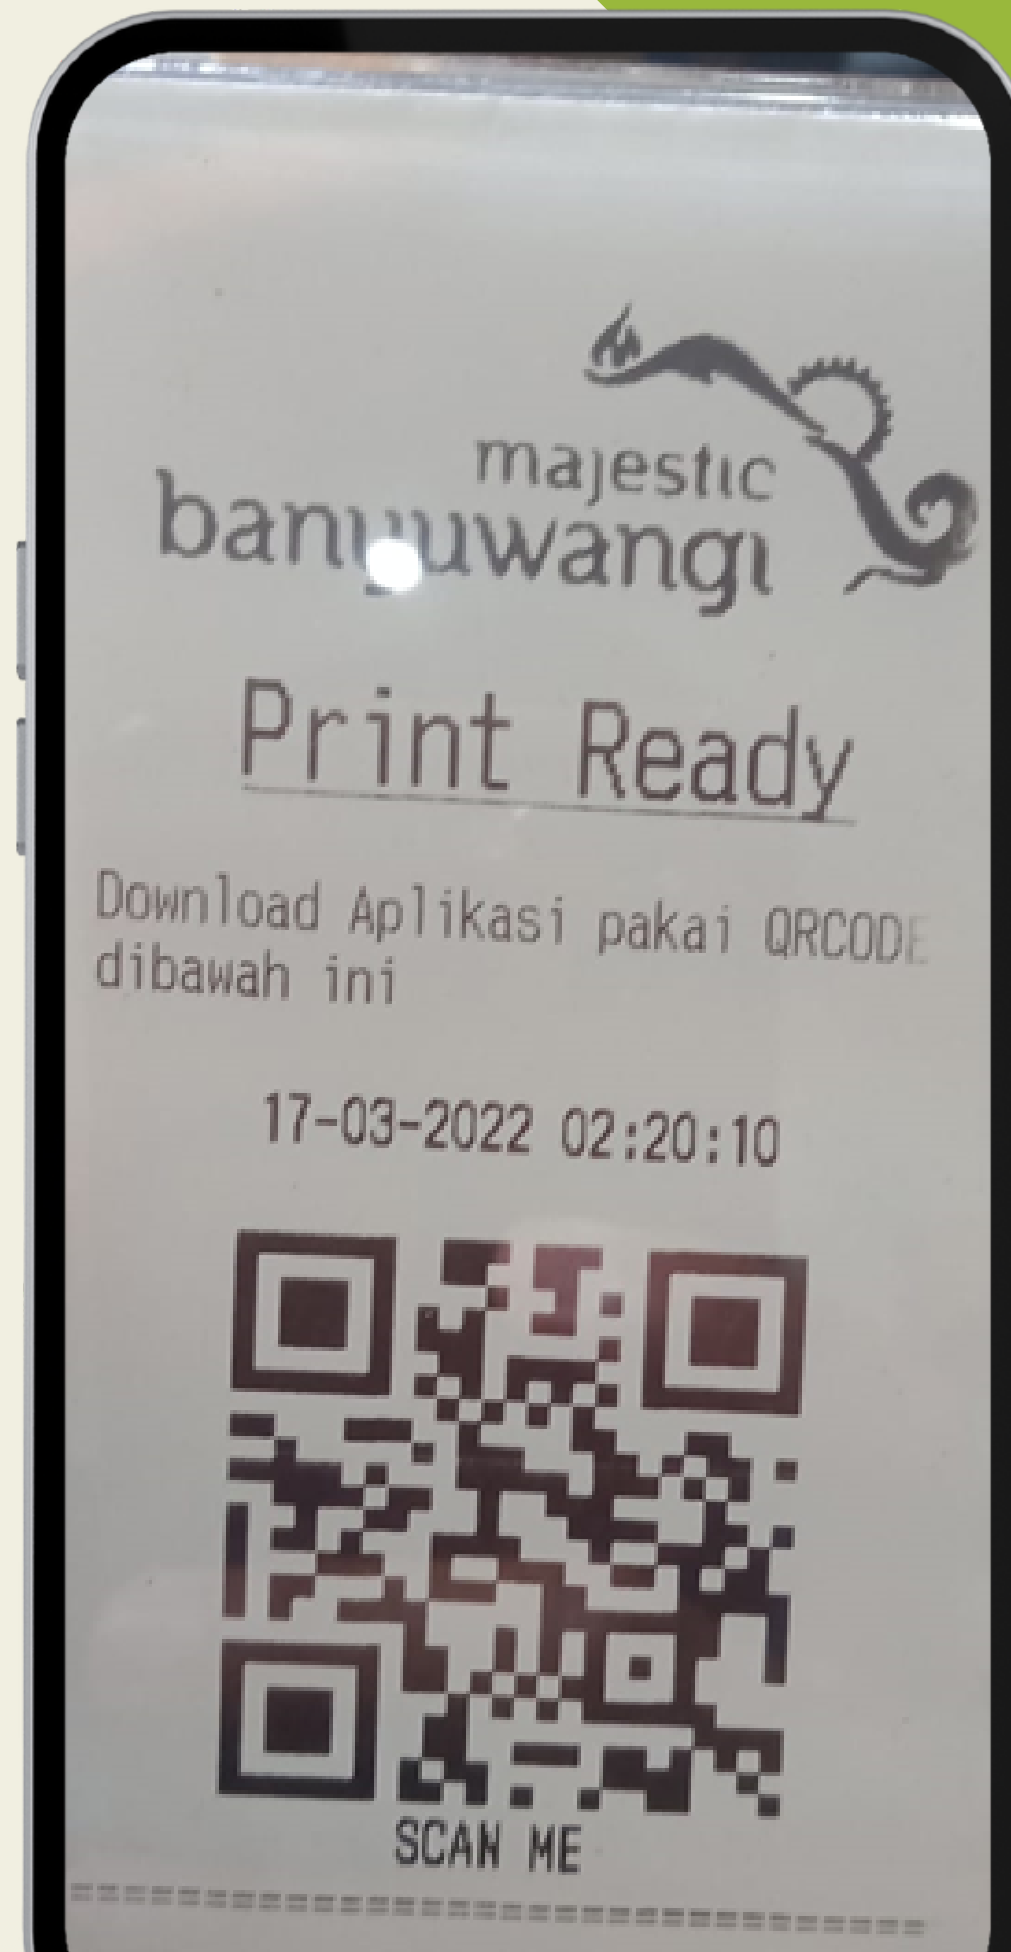 majestic
banyuwangi
Print Ready
Download Aplikasi pakai QRCODE
dibawah ini
17-03-2022 02:20:10
SCAN ME